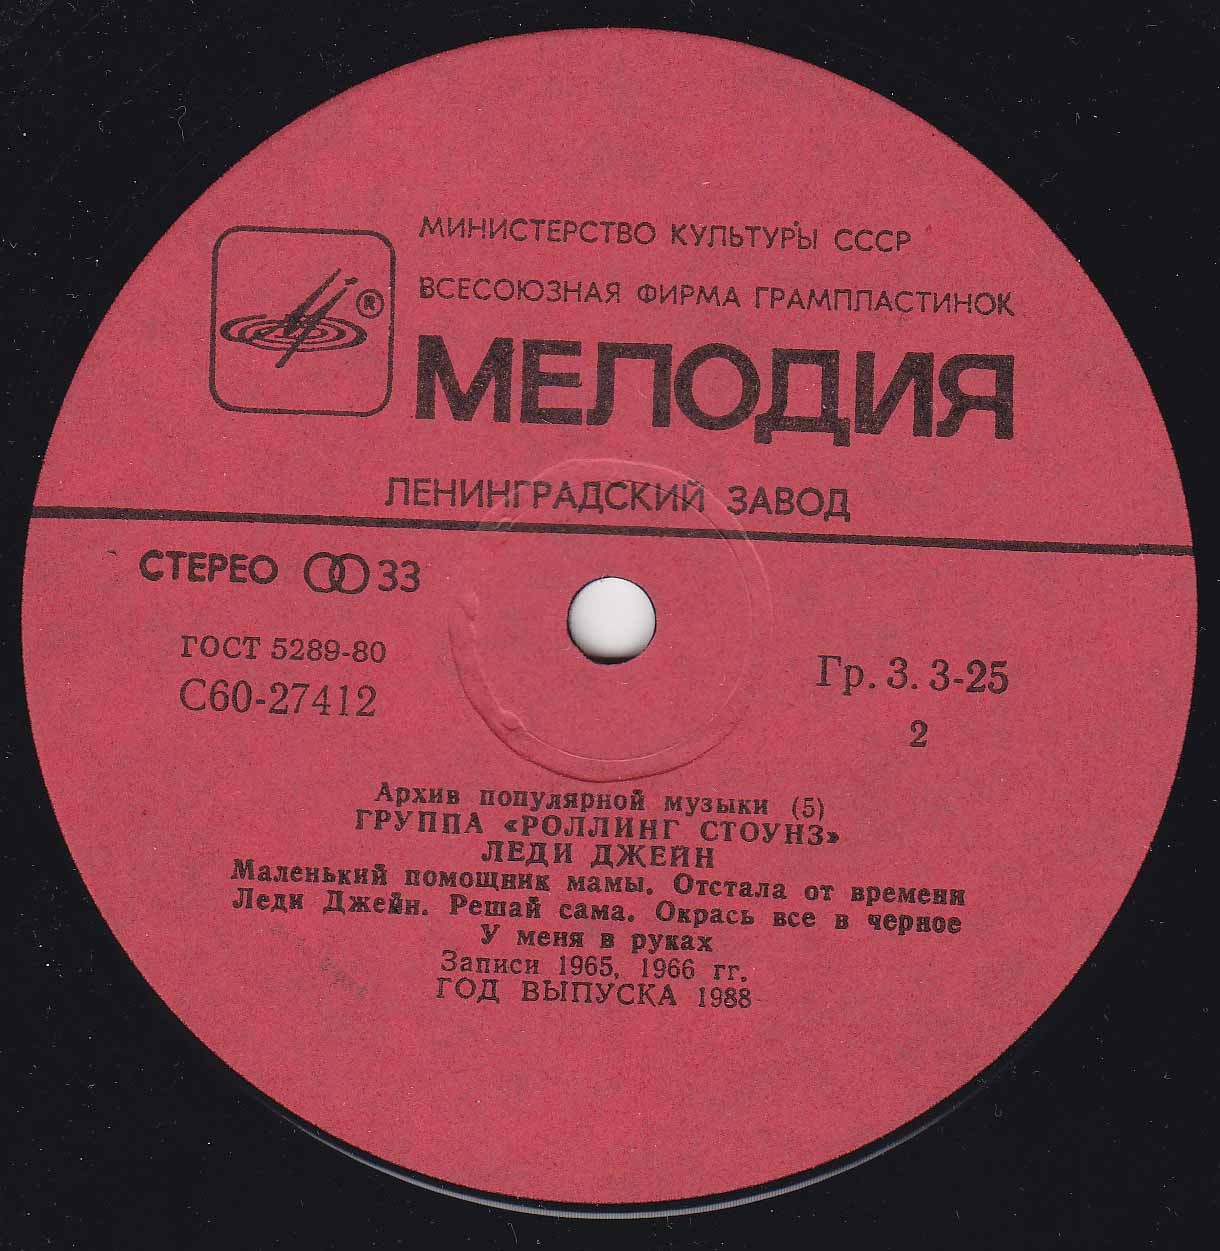 МИНИСТЕРСТВО КУЛЬТУРЫ СССР
ВСЕСОЮЗНАЯ ФИРМА ГРАМПЛАСТИНОК
®
МЕЛОДИЯ
ЛЕНИНГРАДСКИЙ ЗАВОД
СТЕРЕО 33
ГОСТ 5289-80
С60-27412
Гр. 3. 3-25
2
Архив популярной музыки (5)
ГРУППА «РОЛЛИНГ СТОУНЗ»
ЛЕДИ ДЖЕЙН
Маленький помощник мамы. Отстала от времени
Леди Джейн. Решай сама. Окрась все в черное
У меня в руках
Записи 1965, 1966 гг.
ГОД ВЫПУСКА 1988